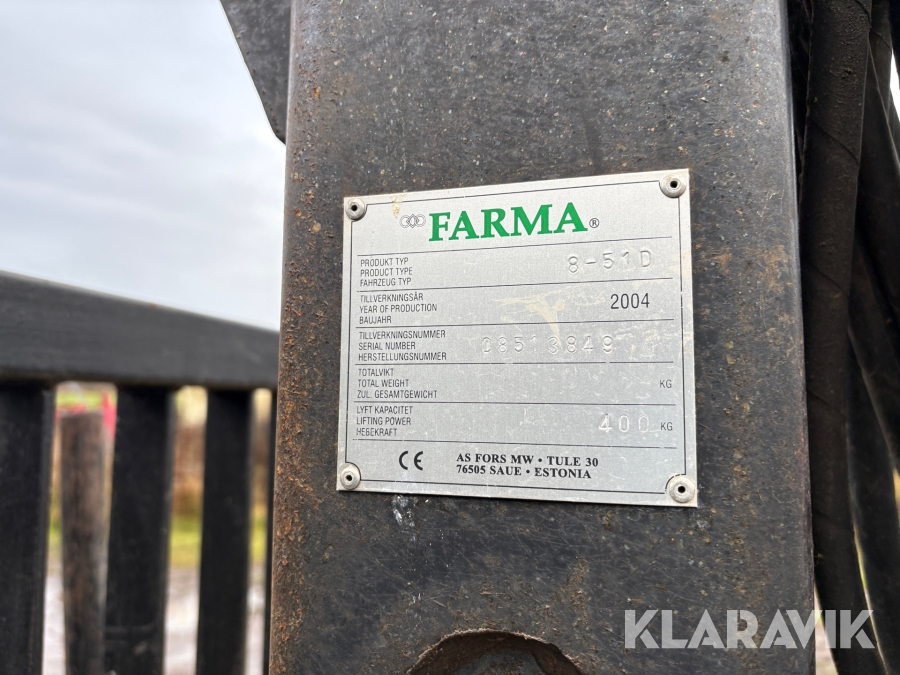 FARMA®
PRODUKT TYP
PRODUCT TYPE 8-51D
FAHRZEUG TYP
TILLVERKNINGSÅR
YEAR OF PRODUCTION 2004
BAUJAHR
TILLVERKNINGSNUMMER
SERIAL NUMBER 08513849
HERSTELLUNGSNUMMER
TOTALVIKT
TOTAL WEIGHT KG
ZUL. GESAMTGEWICHT
LYFT KAPACITET
LIFTING POWER 400 KG
HEBEKRAFT
CE AS FORS MW • TULE 30
76505 SAUE • ESTONIA
KLARAVIK